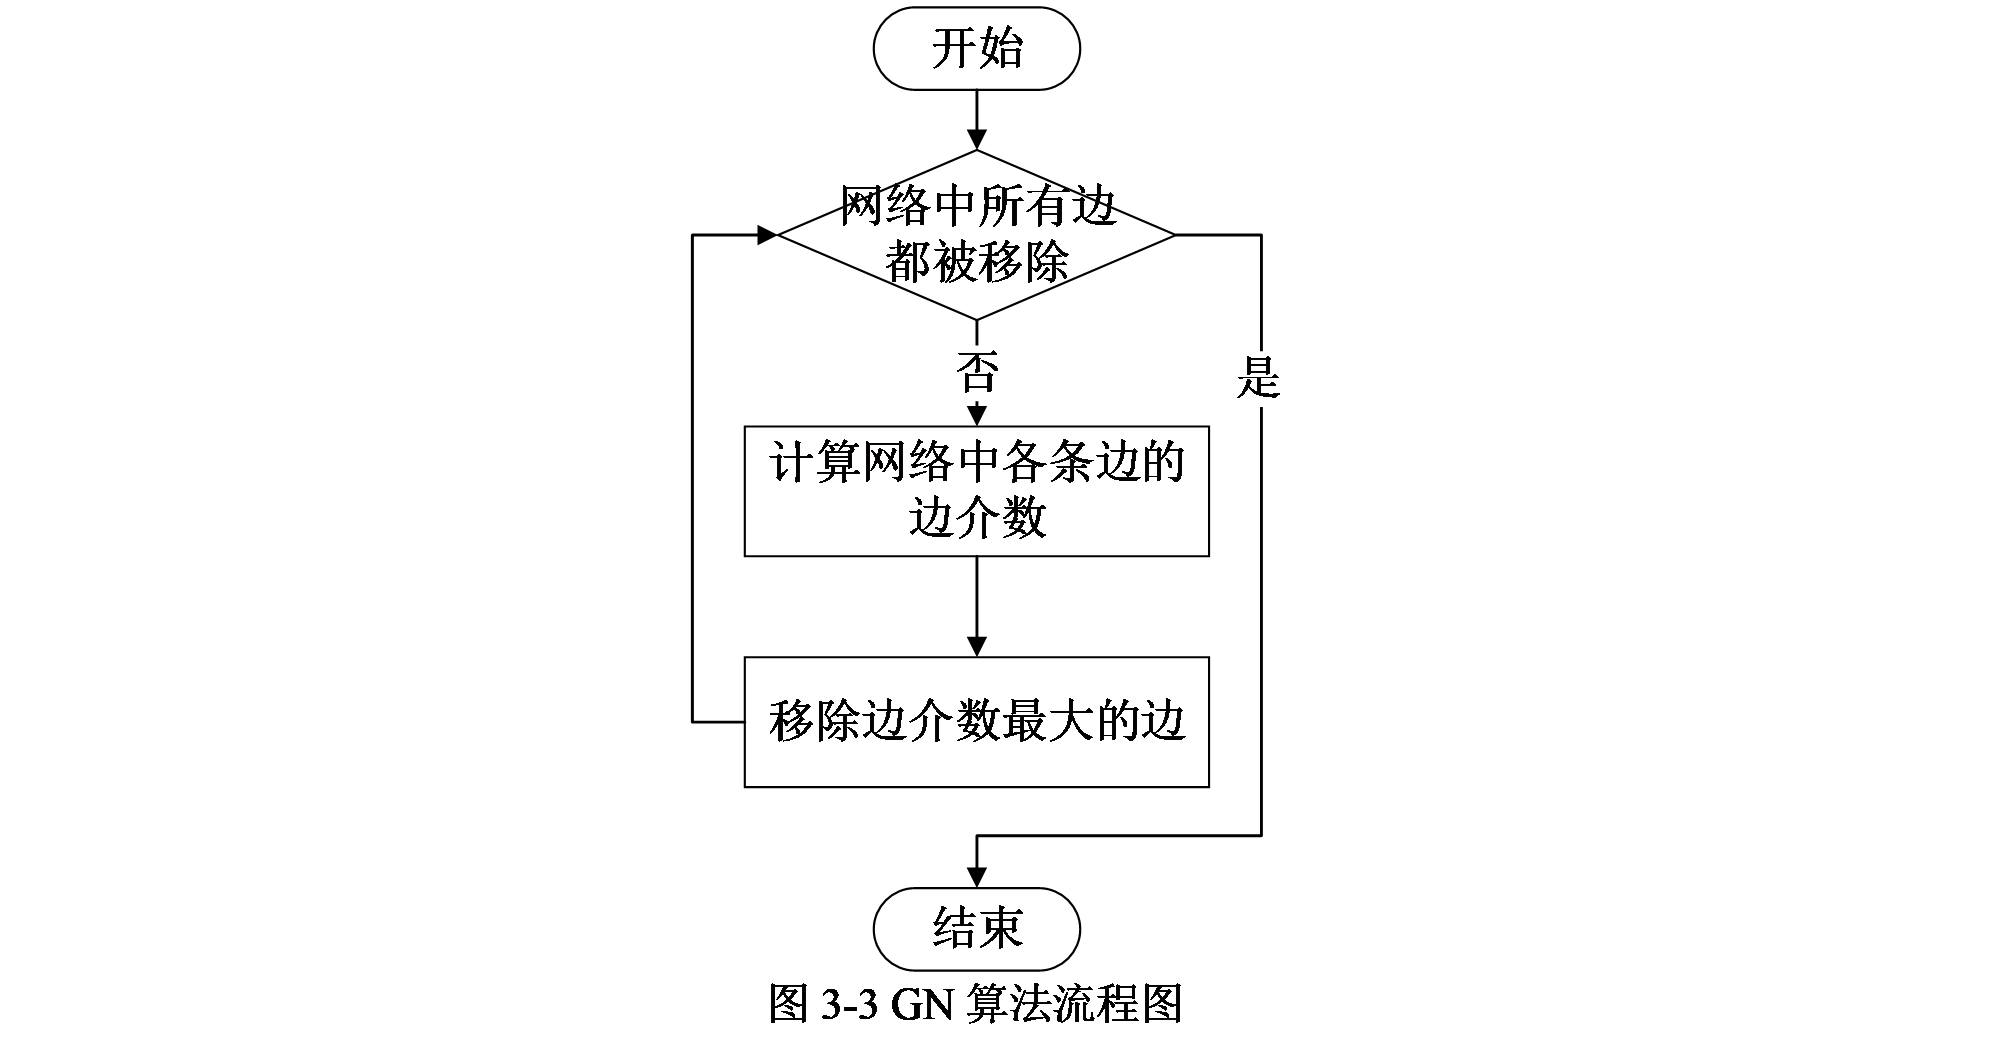 开始
网络中所有边
都被移除
否
是
计算网络中各条边的
边介数
移除边介数最大的边
结束
图 3-3 GN 算法流程图